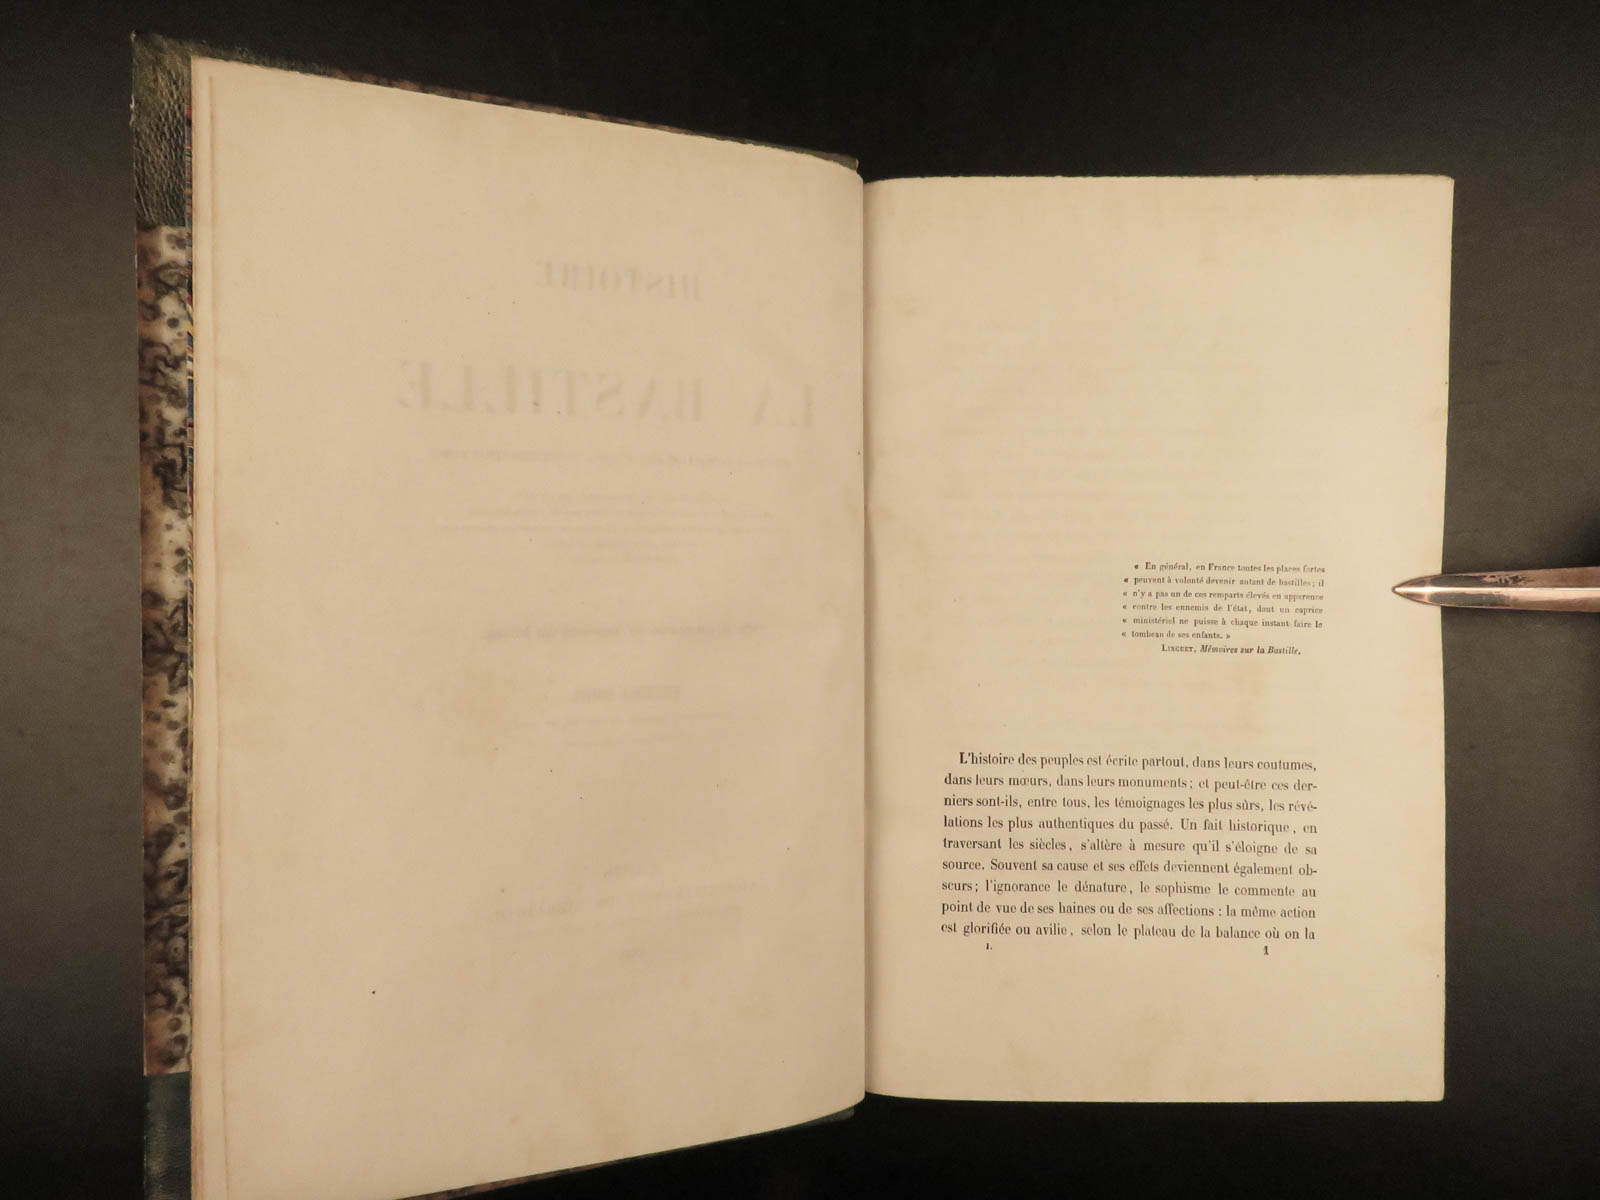 HISTOIRE
LA BASTILLE
« En général, en France toutes les places fortes
« peuvent à volonté devenir autant de bastilles ; il
« n'y a pas un de ces remparts élevés en apparence
« contre les ennemis de l'état, dont un caprice
« ministériel ne puisse à chaque instant faire le
« tombeau de ses enfants. »
LINGUET, Mémoires sur la Bastille.
L'histoire des peuples est écrite partout, dans leurs coutumes,
dans leurs mœurs, dans leurs monuments ; et peut-être ces der-
niers sont-ils, entre tous, les témoignages les plus sûrs, les révé-
lations les plus authentiques du passé. Un fait historique, en
traversant les siècles, s'altère à mesure qu'il s'éloigne de sa
source. Souvent sa cause et ses effets deviennent également ob-
scurs ; l'ignorance le dénature, le sophisme le commente au
point de vue de ses haines ou de ses affections : la même action
est glorifiée ou avilie, selon le plateau de la balance où on la
I. 1